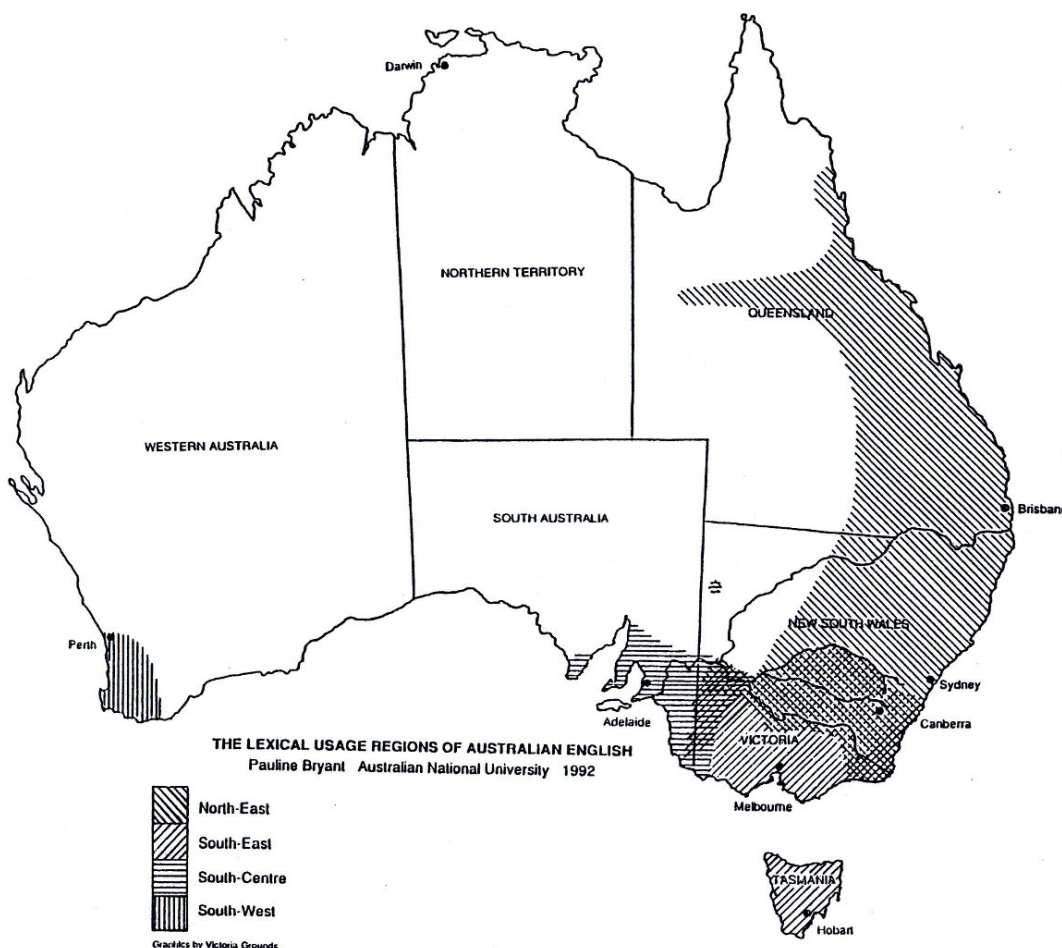 Darwin
NORTHERN TERRITORY
QUEENSLAND
WESTERN AUSTRALIA
SOUTH AUSTRALIA
Brisban
NEW SOUTH WALES
Perth
Sydney
Adelaide
Canberra
VICTORIA
THE LEXICAL USAGE REGIONS OF AUSTRALIAN ENGLISH
Pauline Bryant Australian National University 1992
Melbourne
North-East
South-East
South-Centre
South-West
TASMANIA
Hobart
Graphics by Victoria Grounds